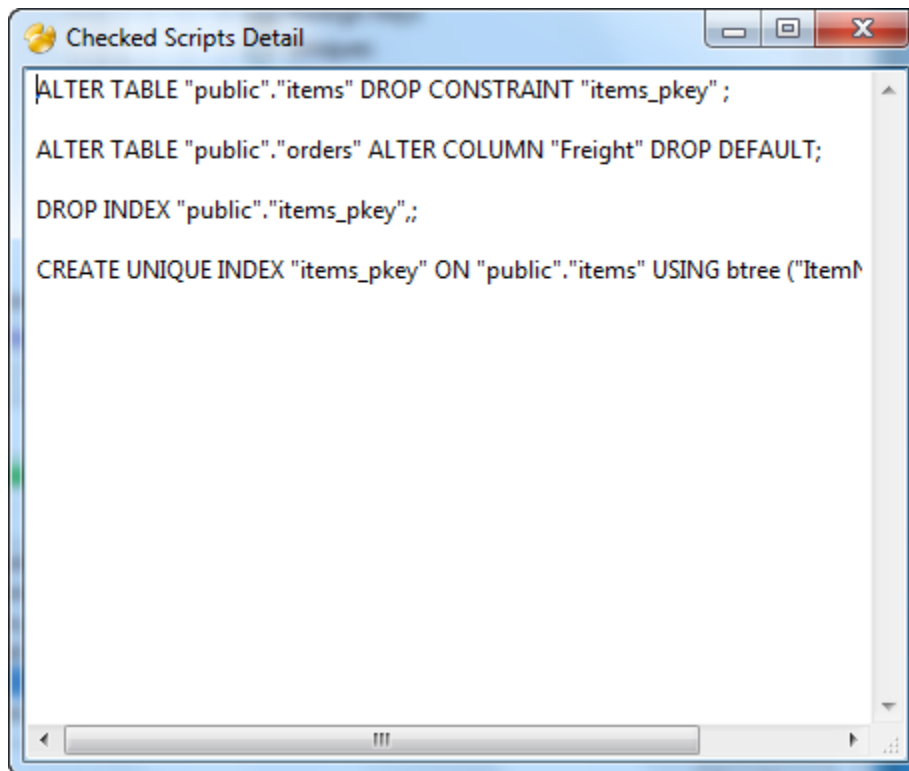 Checked Scripts Detail
ALTER TABLE "public"."items" DROP CONSTRAINT "items_pkey" ;
ALTER TABLE "public"."orders" ALTER COLUMN "Freight" DROP DEFAULT;
DROP INDEX "public"."items_pkey",;
CREATE UNIQUE INDEX "items_pkey" ON "public"."items" USING btree